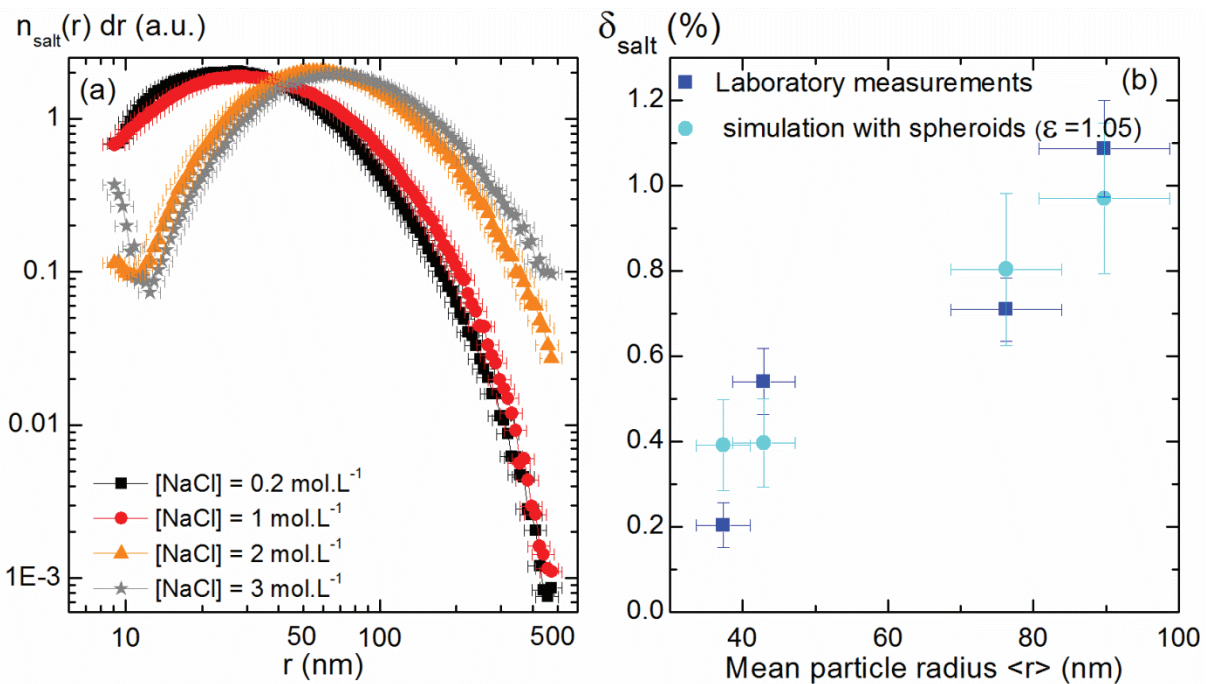 n_salt(r) dr (a.u.)
(a)
1
0.1
0.01
1E-3
[NaCl] = 0.2 mol.L⁻¹
[NaCl] = 1 mol.L⁻¹
[NaCl] = 2 mol.L⁻¹
[NaCl] = 3 mol.L⁻¹
10
50
100
500
r (nm)
δ_salt (%)
(b)
Laboratory measurements
simulation with spheroids (ε =1.05)
1.2
1.0
0.8
0.6
0.4
0.2
0.0
40
60
80
100
Mean particle radius <r> (nm)